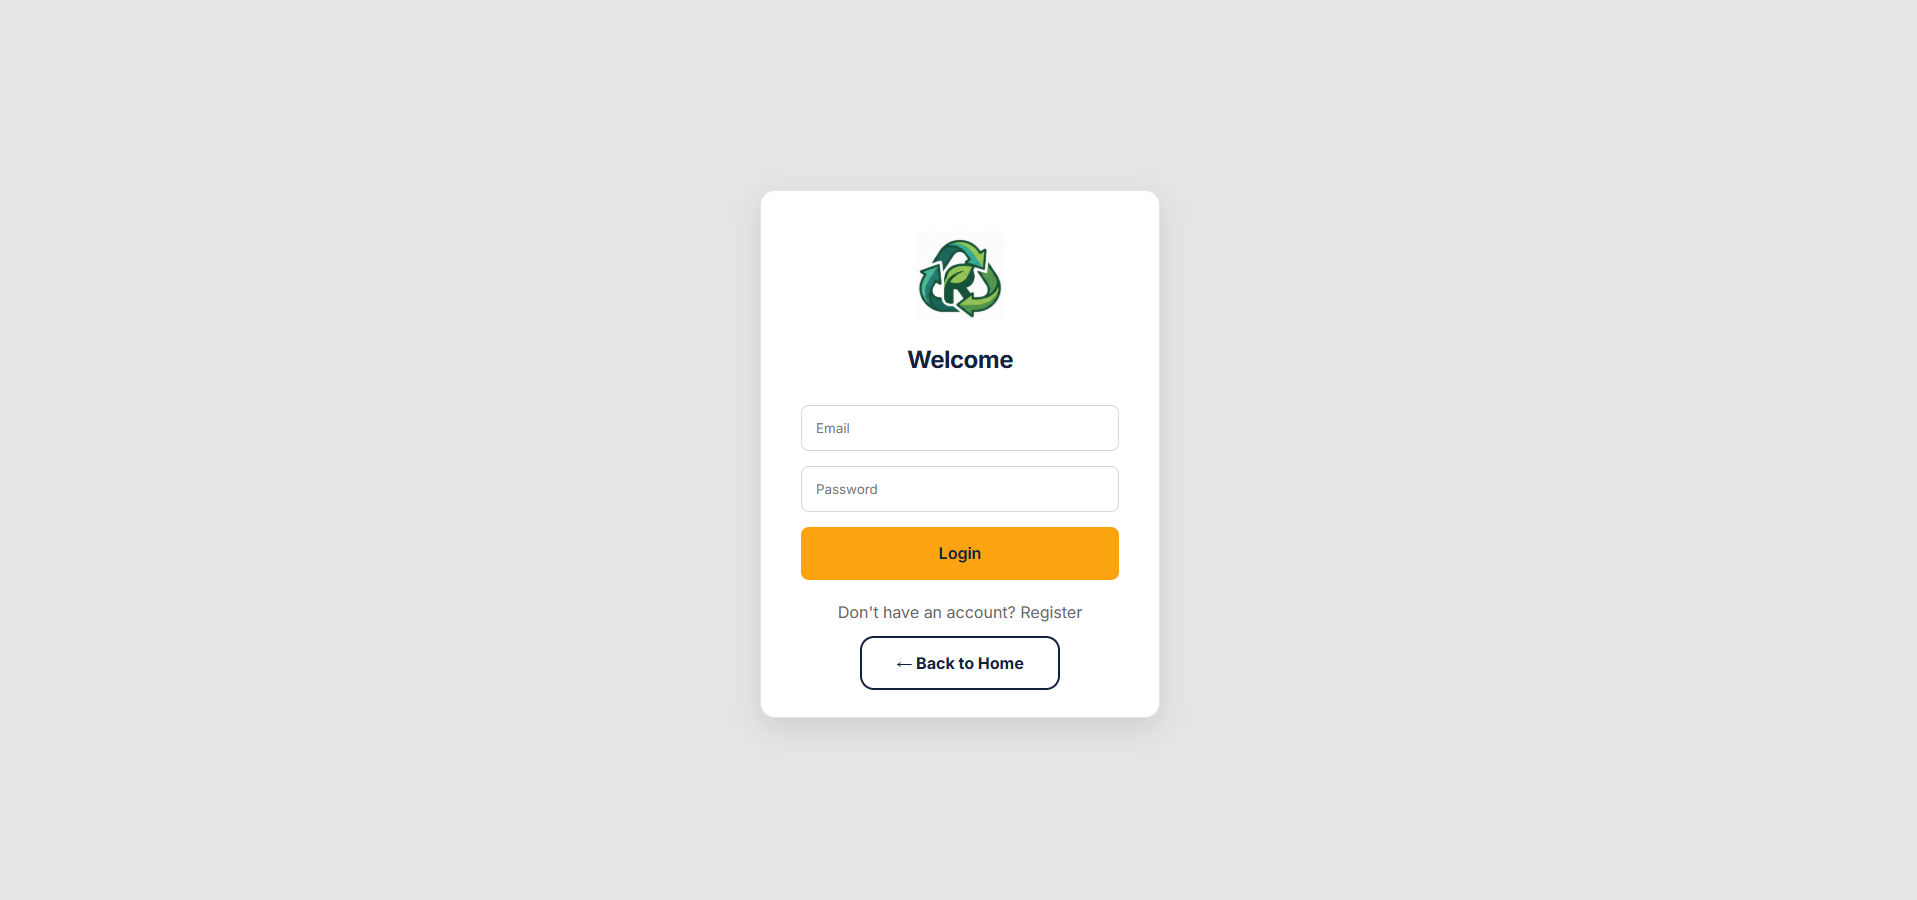 R
Welcome
Email
Password
Login
Don't have an account? Register
← Back to Home